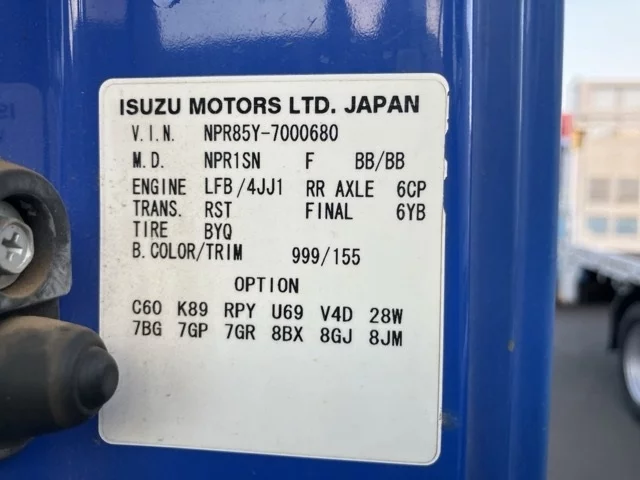 ISUZU MOTORS LTD. JAPAN
V.I.N. NPR85Y-7000680
M.D. NPR1SN F BB/BB
ENGINE LFB/4JJ1 RR AXLE 6CP
TRANS. RST FINAL 6YB
TIRE BYQ
B.COLOR/TRIM 999/155
OPTION
C60 K89 RPY U69 V4D 28W
7BG 7GP 7GR 8BX 8GJ 8JM